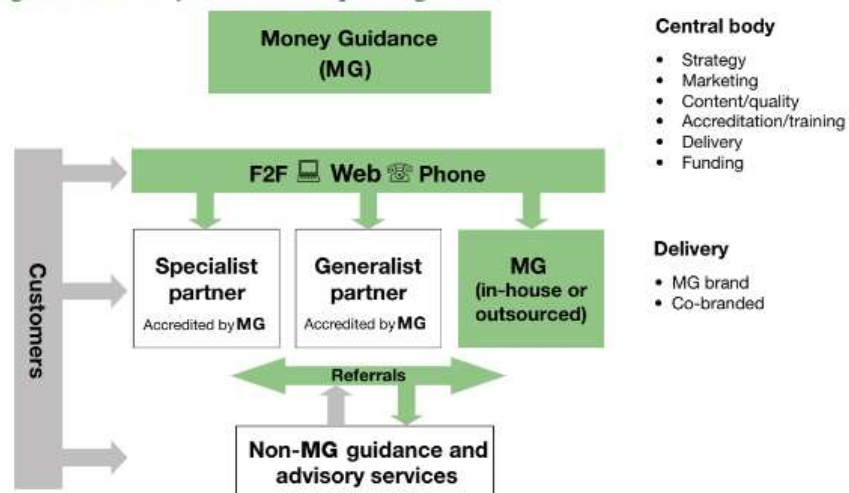 Money Guidance
(MG)
Central body
• Strategy
• Marketing
• Content/quality
• Accreditation/training
• Delivery
• Funding
F2F Web Phone
Customers
Specialist
partner
Accredited by MG
Generalist
partner
Accredited by MG
MG
(in-house or
outsourced)
Delivery
• MG brand
• Co-branded
Referrals
Non-MG guidance and
advisory services